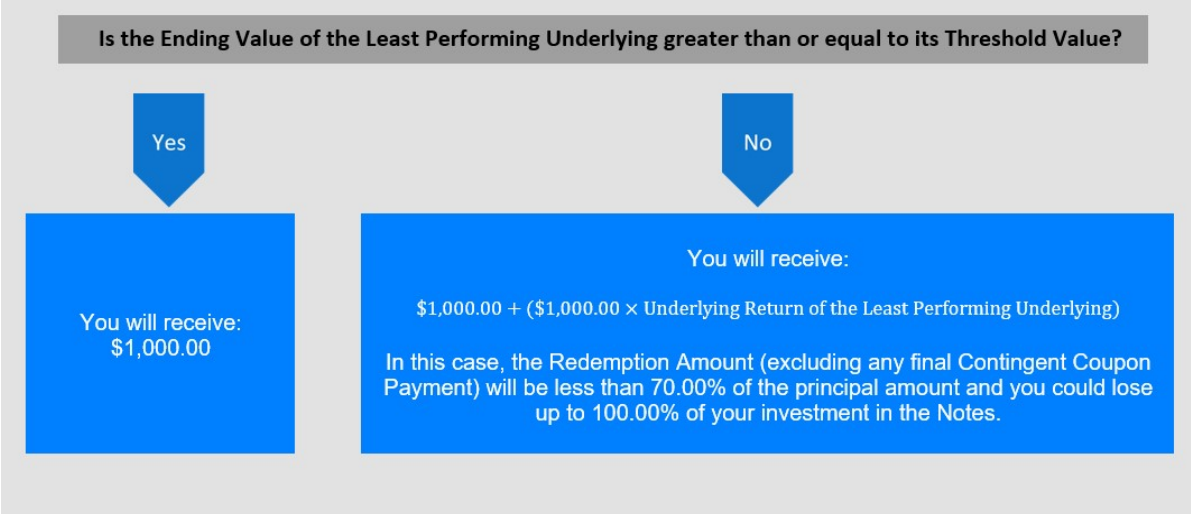 Is the Ending Value of the Least Performing Underlying greater than or equal to its Threshold Value?
Yes
No
You will receive:
$1,000.00
You will receive:
$1,000.00 + ($1,000.00 × Underlying Return of the Least Performing Underlying)
In this case, the Redemption Amount (excluding any final Contingent Coupon
Payment) will be less than 70.00% of the principal amount and you could lose
up to 100.00% of your investment in the Notes.